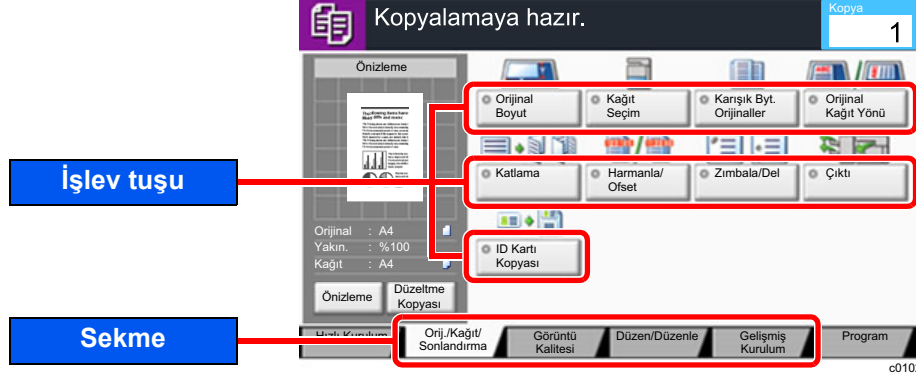 Kopyalamaya hazır.
Kopya
1
Önizleme
Orijinal
Boyut
Kağıt
Seçim
Karışık Byt.
Orijinaller
Orijinal
Kağıt Yönü
İşlev tuşu
Katlama
Harmanla/
Ofset
Zımbala/Del
Çıktı
Orijinal : A4
Yakın. : %100
Kağıt : A4
ID Kartı
Kopyası
Önizleme
Düzeltme
Kopyası
Sekme
Hızlı Kurulum
Orij./Kağıt/
Sonlandırma
Görüntü
Kalitesi
Düzen/Düzenle
Gelişmiş
Kurulum
Program